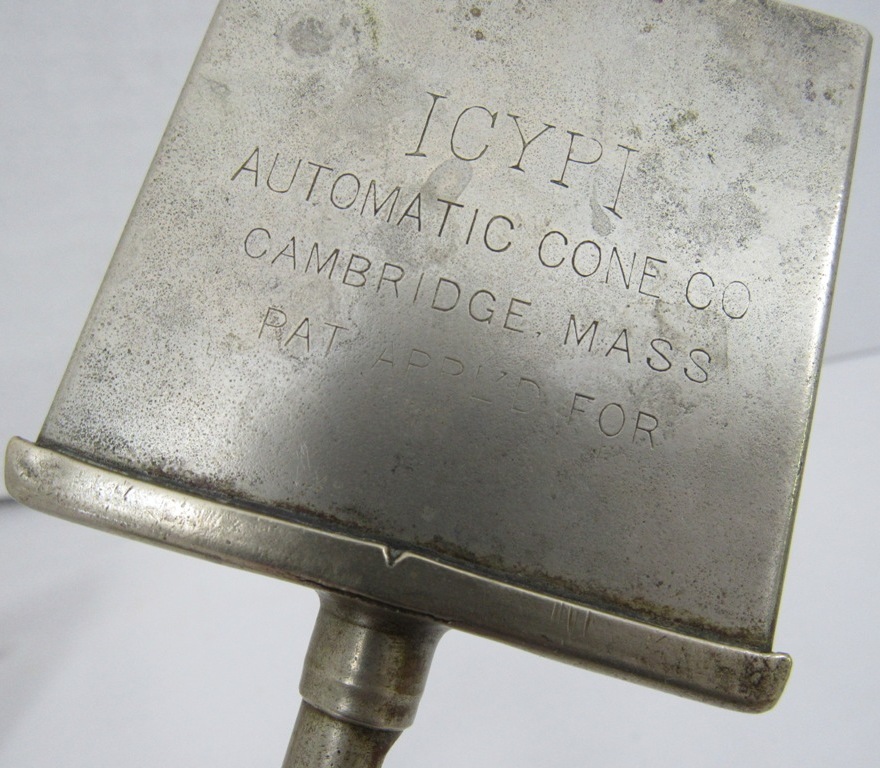 ICYPI
AUTOMATIC CONE CO
CAMBRIDGE, MASS
PAT APPL'D FOR